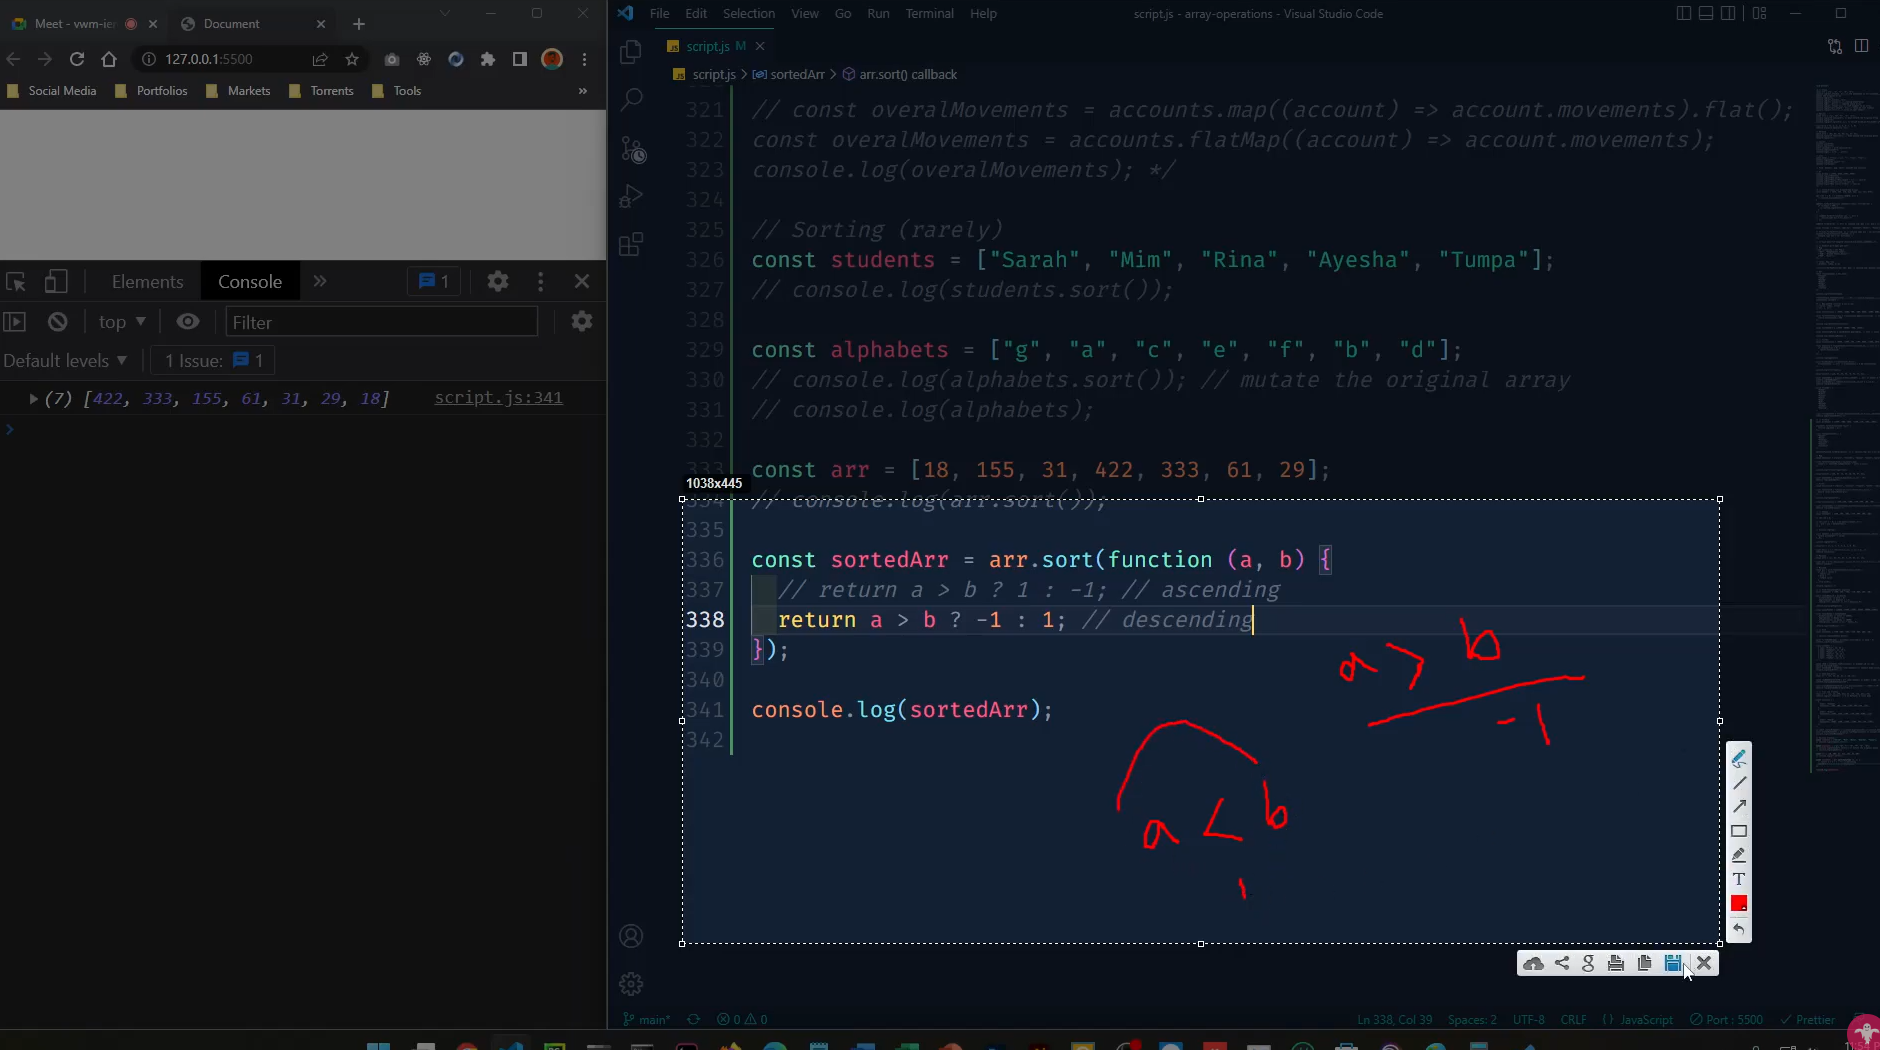 Meet - vwm-ier
Document
File Edit Selection View Go Run Terminal Help
script.js - array-operations - Visual Studio Code
127.0.0.1:5500
Social Media Portfolios Markets Torrents Tools »
script.js M
script.js > sortedArr > arr.sort() callback
321 // const overalMovements = accounts.map((account) => account.movements).flat();
322 const overalMovements = accounts.flatMap((account) => account.movements);
323 console.log(overalMovements); */
324
325 // Sorting (rarely)
326 const students = ["Sarah", "Mim", "Rina", "Ayesha", "Tumpa"];
327 // console.log(students.sort());
328
329 const alphabets = ["g", "a", "c", "e", "f", "b", "d"];
330 // console.log(alphabets.sort()); // mutate the original array
331 // console.log(alphabets);
332
333 const arr = [18, 155, 31, 422, 333, 61, 29];
1038x445
334 // console.log(arr.sort());
335
336 const sortedArr = arr.sort(function (a, b) {
337 // return a > b ? 1 : -1; // ascending
338 return a > b ? -1 : 1; // descending
339 });
340
341 console.log(sortedArr);
342
a > b
-1
a < b
1
Elements Console » 1
top Filter
Default levels 1 Issue: 1
(7) [422, 333, 155, 61, 31, 29, 18] script.js:341
main* 0 0
Ln 338, Col 39 Spaces: 2 UTF-8 CRLF {} JavaScript Port : 5500 Prettier